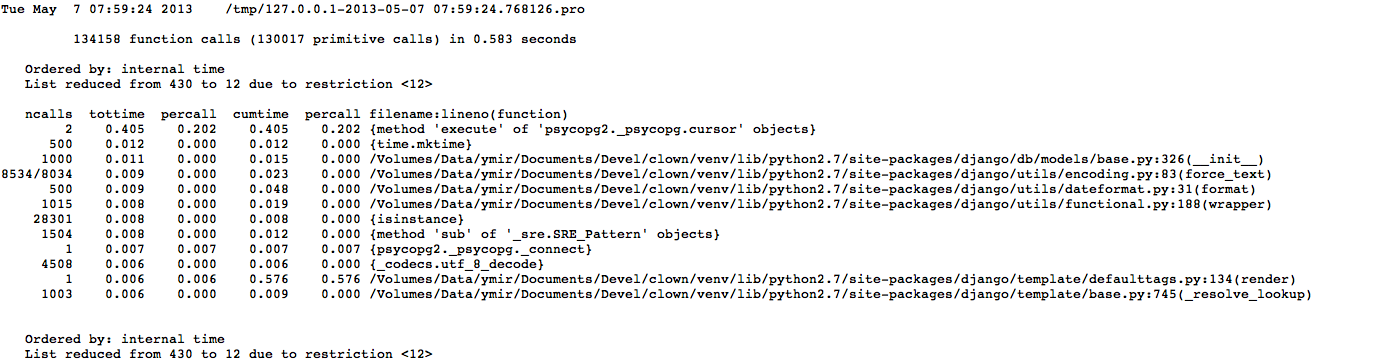 Tue May  7 07:59:24 2013    /tmp/127.0.0.1-2013-05-07 07:59:24.768126.pro
         134158 function calls (130017 primitive calls) in 0.583 seconds
   Ordered by: internal time
   List reduced from 430 to 12 due to restriction <12>
   ncalls  tottime  percall  cumtime  percall filename:lineno(function)
        2    0.405    0.202    0.405    0.202 {method 'execute' of 'psycopg2._psycopg.cursor' objects}
      500    0.012    0.000    0.012    0.000 {time.mktime}
     1000    0.011    0.000    0.015    0.000 /Volumes/Data/ymir/Documents/Devel/clown/venv/lib/python2.7/site-packages/django/db/models/base.py:326(__init__)
8534/8034    0.009    0.000    0.023    0.000 /Volumes/Data/ymir/Documents/Devel/clown/venv/lib/python2.7/site-packages/django/utils/encoding.py:83(force_text)
      500    0.009    0.000    0.048    0.000 /Volumes/Data/ymir/Documents/Devel/clown/venv/lib/python2.7/site-packages/django/utils/dateformat.py:31(format)
     1015    0.008    0.000    0.019    0.000 /Volumes/Data/ymir/Documents/Devel/clown/venv/lib/python2.7/site-packages/django/utils/functional.py:188(wrapper)
    28301    0.008    0.000    0.008    0.000 {isinstance}
     1504    0.008    0.000    0.012    0.000 {method 'sub' of '_sre.SRE_Pattern' objects}
        1    0.007    0.007    0.007    0.007 {psycopg2._psycopg._connect}
     4508    0.006    0.000    0.006    0.000 {_codecs.utf_8_decode}
        1    0.006    0.006    0.576    0.576 /Volumes/Data/ymir/Documents/Devel/clown/venv/lib/python2.7/site-packages/django/template/defaulttags.py:134(render)
     1003    0.006    0.000    0.009    0.000 /Volumes/Data/ymir/Documents/Devel/clown/venv/lib/python2.7/site-packages/django/template/base.py:745(_resolve_lookup)
   Ordered by: internal time
   List reduced from 430 to 12 due to restriction <12>